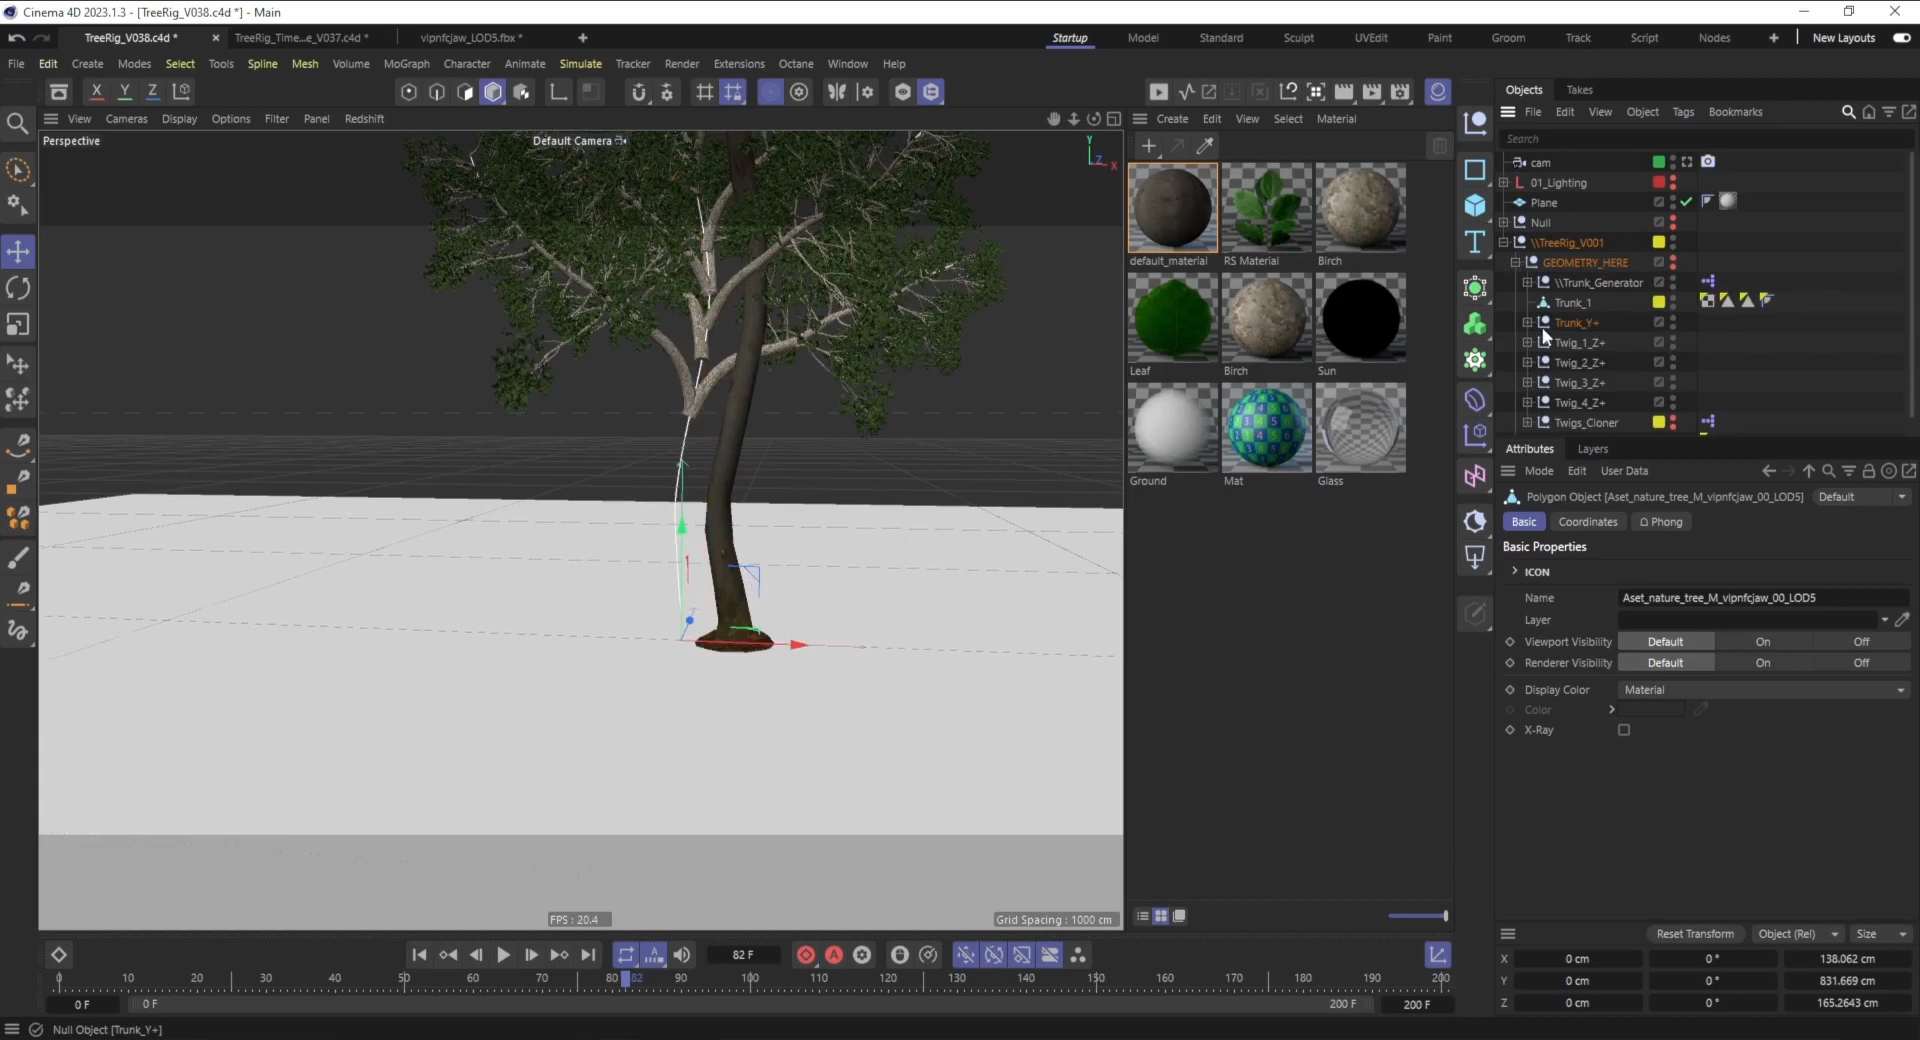 Cinema 4D 2023.1.3 - [TreeRig_V038.c4d *] - Main
TreeRig_V038.c4d *
TreeRig_Time...e_V037.c4d *
vlpnfcjaw_LOD5.fbx *
Startup Model Standard Sculpt UVEdit Paint Groom Track Script Nodes New Layouts
File Edit Create Modes Select Tools Spline Mesh Volume MoGraph Character Animate Simulate Tracker Render Extensions Octane Window Help
X Y Z
View Cameras Display Options Filter Panel Redshift
Perspective
Default Camera
Y
Z
X
FPS : 20.4
Grid Spacing : 1000 cm
Create Edit View Select Material
default_material RS Material Birch
Leaf Birch Sun
Ground Mat Glass
Objects Takes
File Edit View Object Tags Bookmarks
Search
cam
01_Lighting
Plane
Null
\\TreeRig_V001
GEOMETRY_HERE
\\Trunk_Generator
Trunk_1
Trunk_Y+
Twig_1_Z+
Twig_2_Z+
Twig_3_Z+
Twig_4_Z+
Twigs_Cloner
Attributes Layers
Mode Edit User Data
Polygon Object [Aset_nature_tree_M_vlpnfcjaw_00_LOD5] Default
Basic Coordinates Phong
Basic Properties
ICON
Name Aset_nature_tree_M_vlpnfcjaw_00_LOD5
Layer
Viewport Visibility Default On Off
Renderer Visibility Default On Off
Display Color Material
Color
X-Ray
Reset Transform Object (Rel) Size
X 0 cm 0 ° 138.062 cm
Y 0 cm 0 ° 831.669 cm
Z 0 cm 0 ° 165.2643 cm
82 F
0 10 20 30 40 50 60 70 80 82 90 100 110 120 130 140 150 160 170 180 190 200
0 F 0 F 200 F 200 F
Null Object [Trunk_Y+]